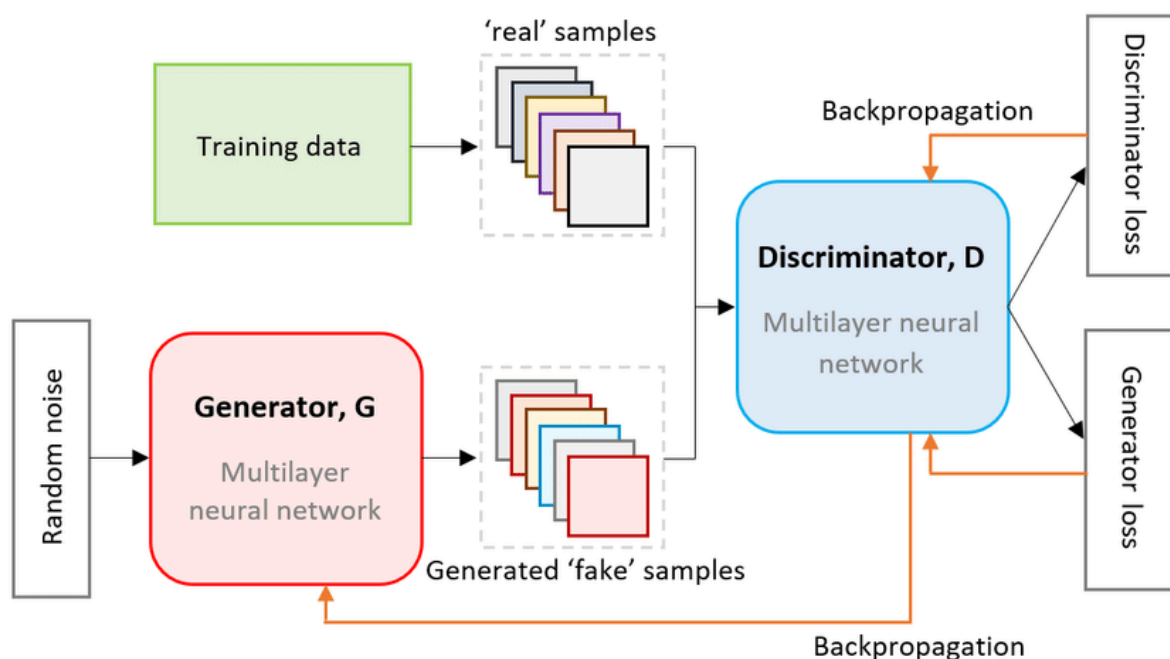 ‘real’ samples
Training data
Backpropagation
Discriminator loss
Discriminator, D
Multilayer neural
network
Random noise
Generator, G
Multilayer
neural network
Generated ‘fake’ samples
Generator loss
Backpropagation